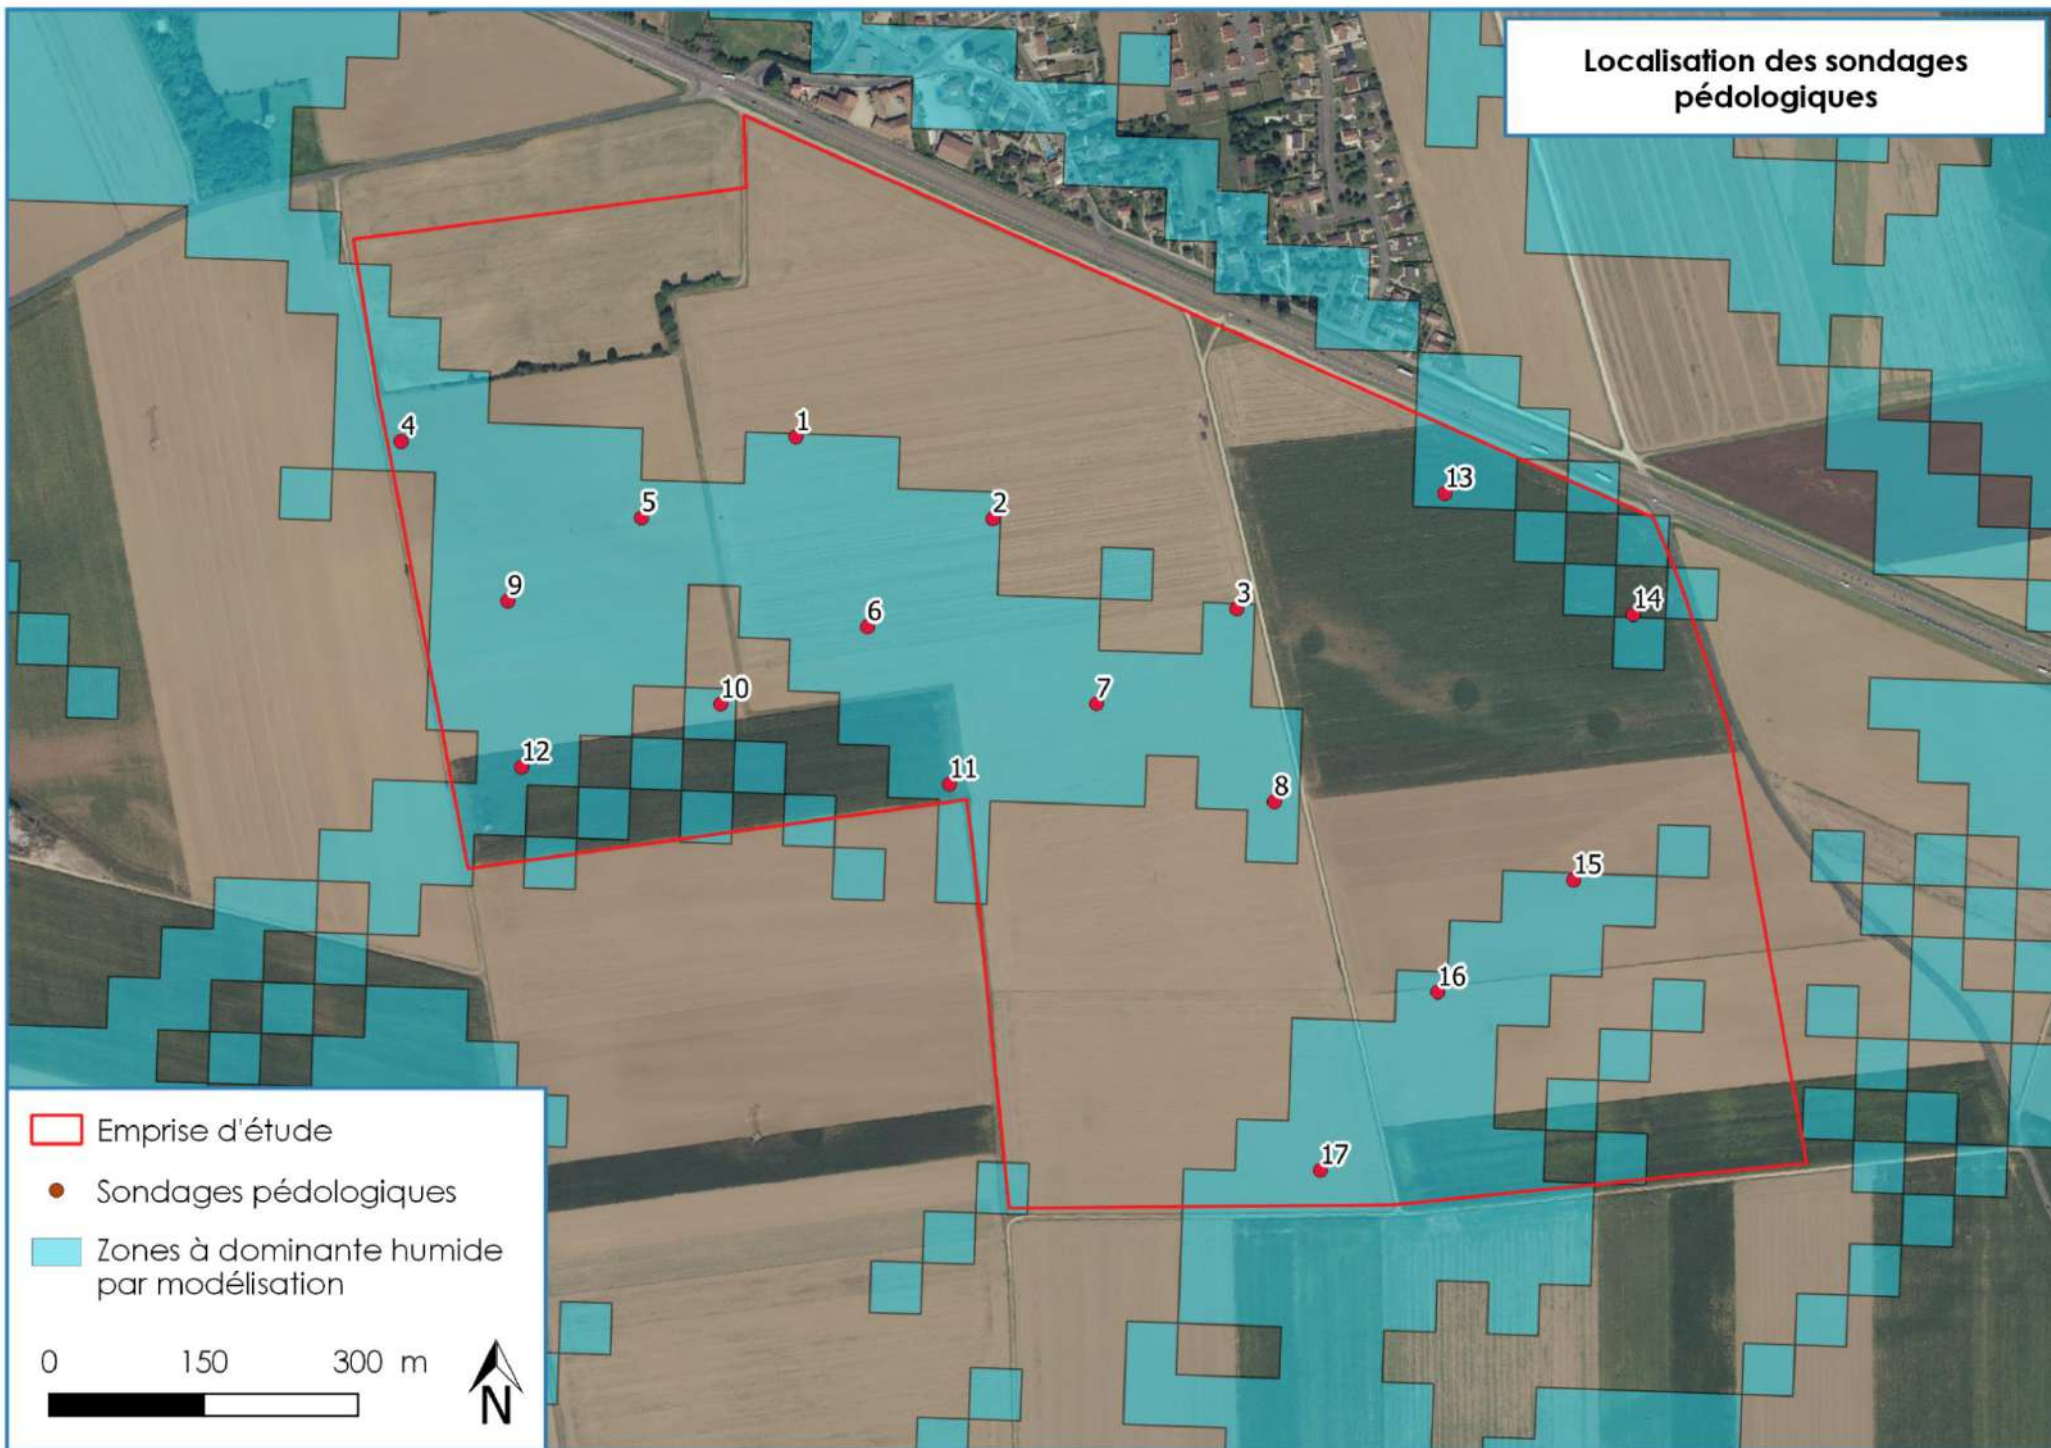 Localisation des sondages
pédologiques
1
4
13
5
2
9
3
14
6
10
7
12
11
8
15
16
17
Emprise d'étude
Sondages pédologiques
Zones à dominante humide
par modélisation
0 150 300 m
N